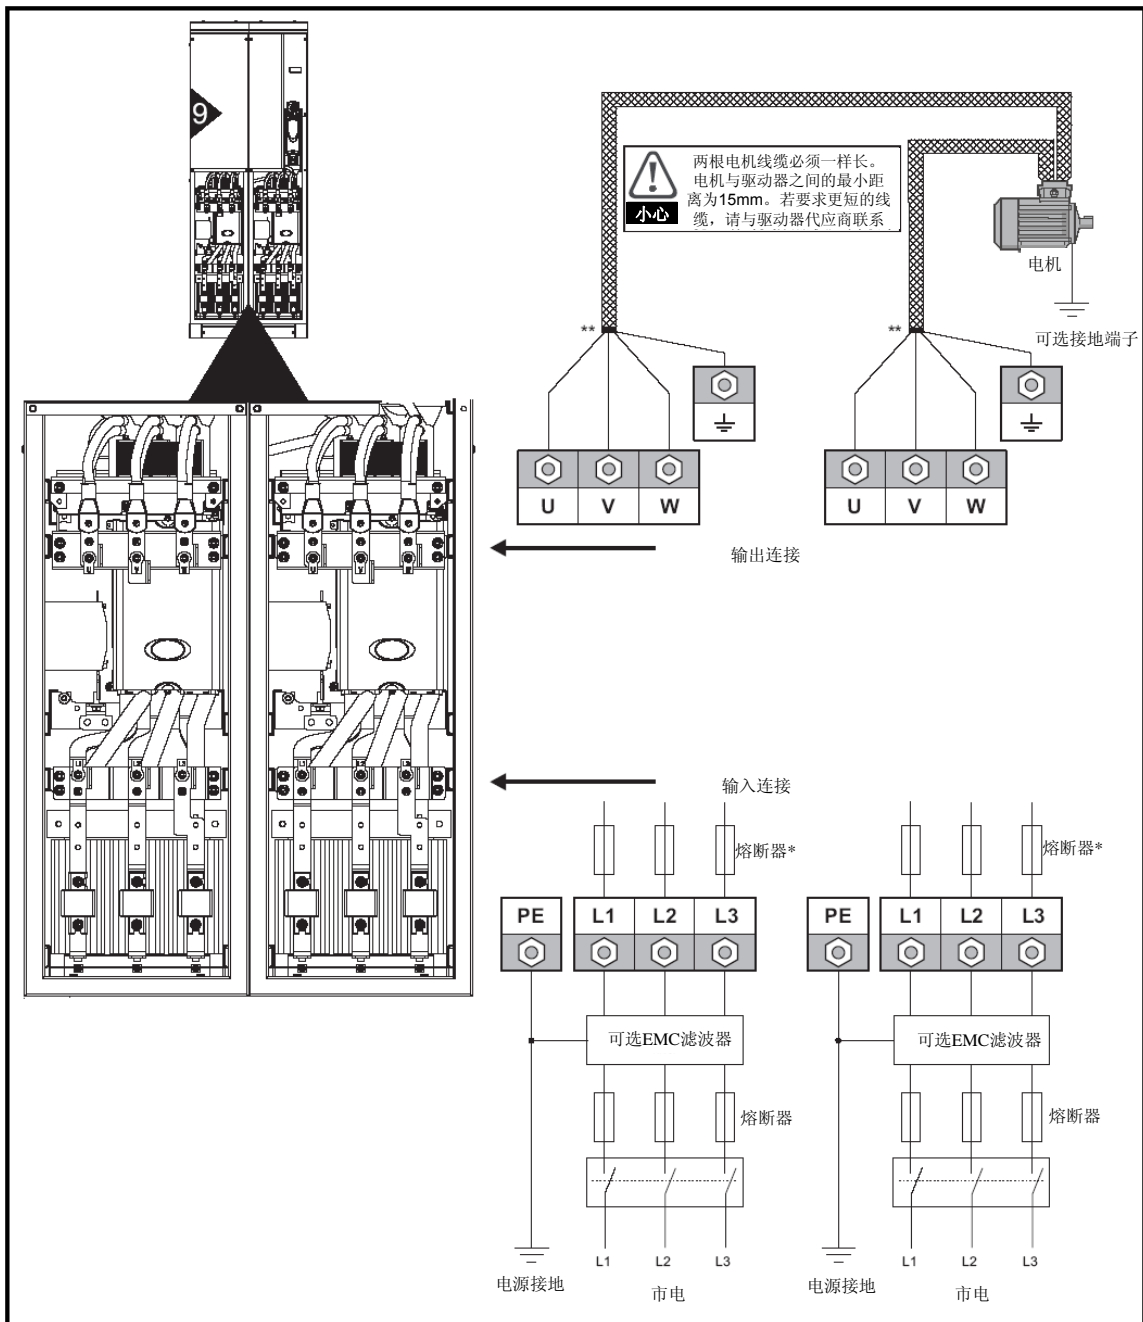 9
小心
两根电机线缆必须一样长。
电机与驱动器之间的最小距
离为15mm。若要求更短的线
缆，请与驱动器代应商联系
电机
可选接地端子
** **
U V W U V W
输出连接
输入连接
熔断器* 熔断器*
PE L1 L2 L3 PE L1 L2 L3
可选EMC滤波器 可选EMC滤波器
熔断器 熔断器
L1 L2 L3 L1 L2 L3
电源接地 市电 电源接地 市电
U V W U V W
L1 L2 L3 L1 L2 L3